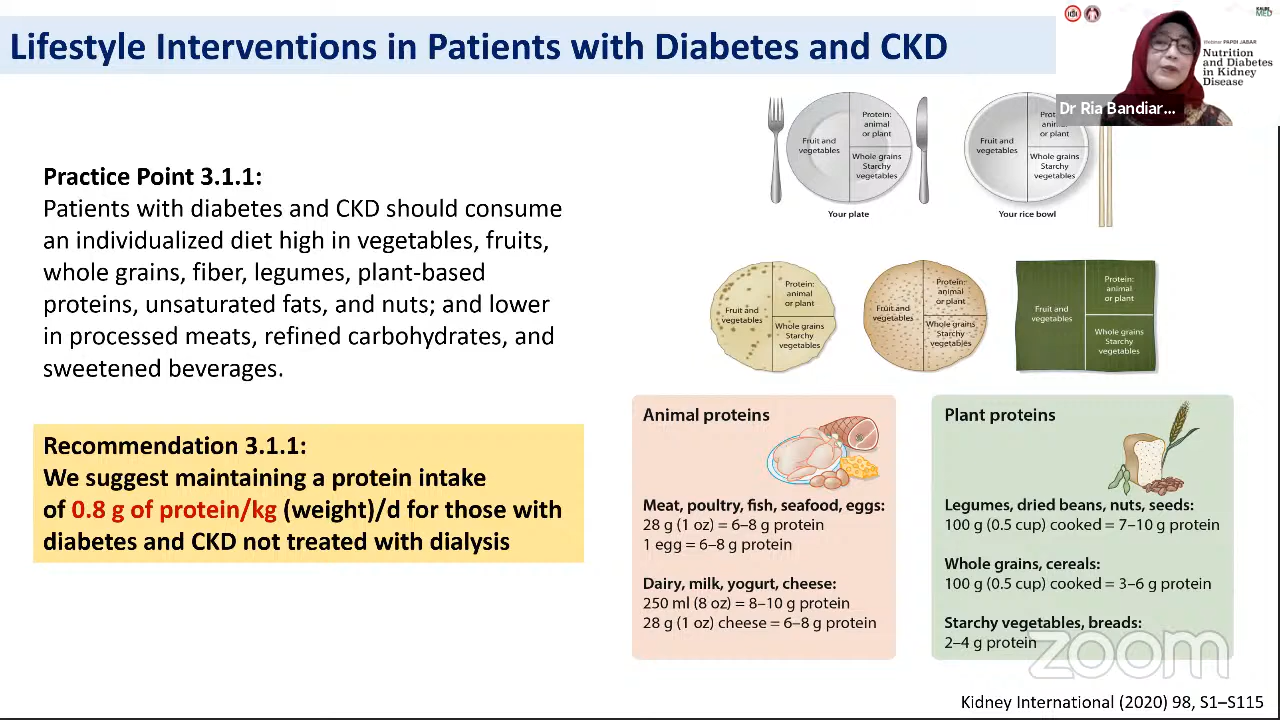 Lifestyle Interventions in Patients with Diabetes and CKD
KALBE
MED
Webinar PAPDI JABAR
Nutrition
and Diabetes
in Kidney
Disease
Dr Ria Bandiar...
Practice Point 3.1.1:
Patients with diabetes and CKD should consume
an individualized diet high in vegetables, fruits,
whole grains, fiber, legumes, plant-based
proteins, unsaturated fats, and nuts; and lower
in processed meats, refined carbohydrates, and
sweetened beverages.
Recommendation 3.1.1:
We suggest maintaining a protein intake
of 0.8 g of protein/kg (weight)/d for those with
diabetes and CKD not treated with dialysis
Fruit and
vegetables
Protein:
animal
or plant
Whole grains
Starchy
vegetables
Your plate
Fruit and
vegetables
anim
or plant
Whole grains
Starchy
vegetables
Your rice bowl
Fruit and
vegetables
Protein:
animal
or plant
Whole grains
Starchy
vegetables
Fruit and
vegetables
Protein:
animal
or plant
Whole grains
Starchy
vegetables
Fruit and
vegetables
Protein:
animal
or plant
Whole grains
Starchy
vegetables
Animal proteins
Meat, poultry, fish, seafood, eggs:
28 g (1 oz) = 6–8 g protein
1 egg = 6–8 g protein
Dairy, milk, yogurt, cheese:
250 ml (8 oz) = 8–10 g protein
28 g (1 oz) cheese = 6–8 g protein
Plant proteins
Legumes, dried beans, nuts, seeds:
100 g (0.5 cup) cooked = 7–10 g protein
Whole grains, cereals:
100 g (0.5 cup) cooked = 3–6 g protein
Starchy vegetables, breads:
2–4 g protein
zoom
Kidney International (2020) 98, S1–S115